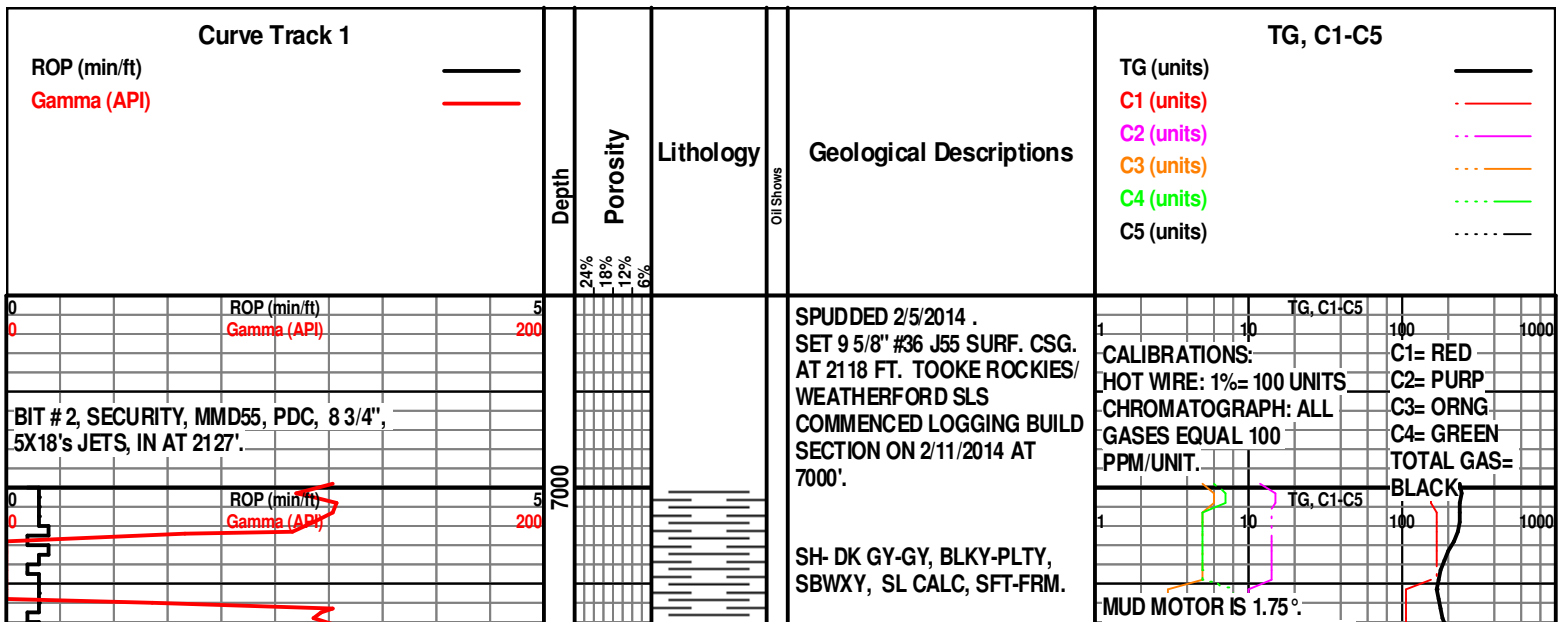 Curve Track 1
ROP (min/ft)
Gamma (API)
Depth
Porosity
24%
18%
12%
6%
Lithology
Oil Shows
Geological Descriptions
TG, C1-C5
TG (units)
C1 (units)
C2 (units)
C3 (units)
C4 (units)
C5 (units)
0 ROP (min/ft) 5
0 Gamma (API) 200
BIT # 2, SECURITY, MMD55, PDC, 8 3/4",
5X18's JETS, IN AT 2127'.
0 ROP (min/ft) 5
0 Gamma (API) 200
7000
SPUDDED 2/5/2014 .
SET 9 5/8" #36 J55 SURF. CSG.
AT 2118 FT. TOOKE ROCKIES/
WEATHERFORD SLS
COMMENCED LOGGING BUILD
SECTION ON 2/11/2014 AT
7000'.
SH- DK GY-GY, BLKY-PLTY,
SBWXY, SL CALC, SFT-FRM.
TG, C1-C5
1 10 100 1000
CALIBRATIONS:
HOT WIRE: 1%= 100 UNITS
CHROMATOGRAPH: ALL
GASES EQUAL 100
PPM/UNIT.
C1= RED
C2= PURP
C3= ORNG
C4= GREEN
TOTAL GAS=
BLACK
TG, C1-C5
1 10 100 1000
MUD MOTOR IS 1.75°.